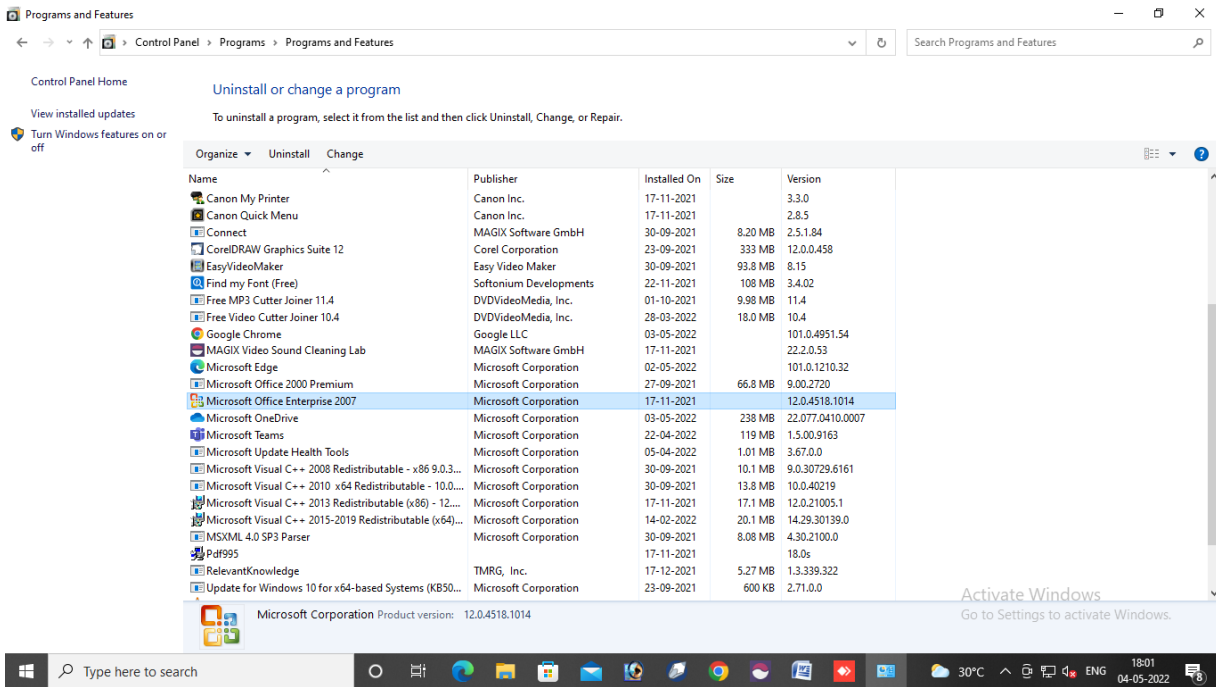 Programs and Features
Control Panel > Programs > Programs and Features
Search Programs and Features
Control Panel Home
View installed updates
Turn Windows features on or
off
Uninstall or change a program
To uninstall a program, select it from the list and then click Uninstall, Change, or Repair.
Organize Uninstall Change
Name Publisher Installed On Size Version
Canon My Printer Canon Inc. 17-11-2021 3.3.0
Canon Quick Menu Canon Inc. 17-11-2021 2.8.5
Connect MAGIX Software GmbH 30-09-2021 8.20 MB 2.5.1.84
CorelDRAW Graphics Suite 12 Corel Corporation 23-09-2021 333 MB 12.0.0.458
EasyVideoMaker Easy Video Maker 30-09-2021 93.8 MB 8.15
Find my Font (Free) Softonium Developments 22-11-2021 108 MB 3.4.02
Free MP3 Cutter Joiner 11.4 DVDVideoMedia, Inc. 01-10-2021 9.98 MB 11.4
Free Video Cutter Joiner 10.4 DVDVideoMedia, Inc. 28-03-2022 18.0 MB 10.4
Google Chrome Google LLC 03-05-2022 101.0.4951.54
MAGIX Video Sound Cleaning Lab MAGIX Software GmbH 17-11-2021 22.2.0.53
Microsoft Edge Microsoft Corporation 02-05-2022 101.0.1210.32
Microsoft Office 2000 Premium Microsoft Corporation 27-09-2021 66.8 MB 9.00.2720
Microsoft Office Enterprise 2007 Microsoft Corporation 17-11-2021 12.0.4518.1014
Microsoft OneDrive Microsoft Corporation 03-05-2022 238 MB 22.077.0410.0007
Microsoft Teams Microsoft Corporation 22-04-2022 119 MB 1.5.00.9163
Microsoft Update Health Tools Microsoft Corporation 05-04-2022 1.01 MB 3.67.0.0
Microsoft Visual C++ 2008 Redistributable - x86 9.0.3... Microsoft Corporation 30-09-2021 10.1 MB 9.0.30729.6161
Microsoft Visual C++ 2010 x64 Redistributable - 10.0.... Microsoft Corporation 30-09-2021 13.8 MB 10.0.40219
Microsoft Visual C++ 2013 Redistributable (x86) - 12.... Microsoft Corporation 17-11-2021 17.1 MB 12.0.21005.1
Microsoft Visual C++ 2015-2019 Redistributable (x64)... Microsoft Corporation 14-02-2022 20.1 MB 14.29.30139.0
MSXML 4.0 SP3 Parser Microsoft Corporation 30-09-2021 8.08 MB 4.30.2100.0
Pdf995 17-11-2021 18.0s
RelevantKnowledge TMRG, Inc. 17-12-2021 5.27 MB 1.3.339.322
Update for Windows 10 for x64-based Systems (KB50... Microsoft Corporation 23-09-2021 600 KB 2.71.0.0
Activate Windows
Go to Settings to activate Windows.
Microsoft Corporation Product version: 12.0.4518.1014
Type here to search
30°C ENG 18:01
04-05-2022
8